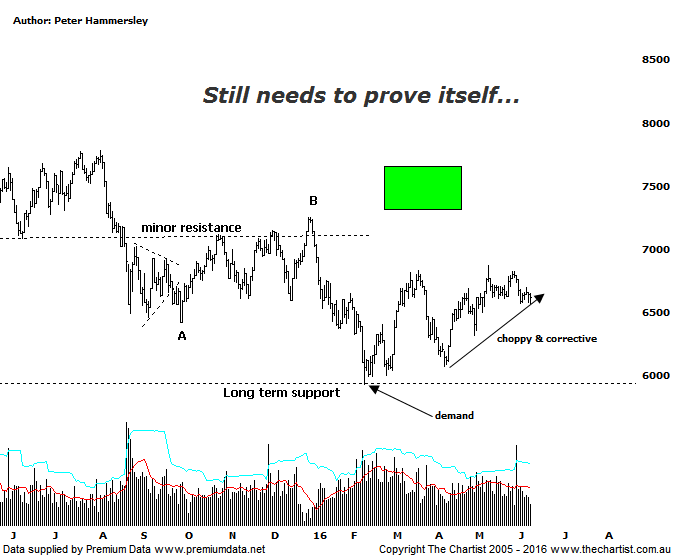 Author: Peter Hammersley
8500
Still needs to prove itself...
8000
7500
B
minor resistance
7000
6500
A
choppy & corrective
6000
Long term support
demand
J J A S O N D 16 F M A M J J A
Data supplied by Premium Data www.premiumdata.net Copyright The Chartist 2005 - 2016 www.thechartist.com.au